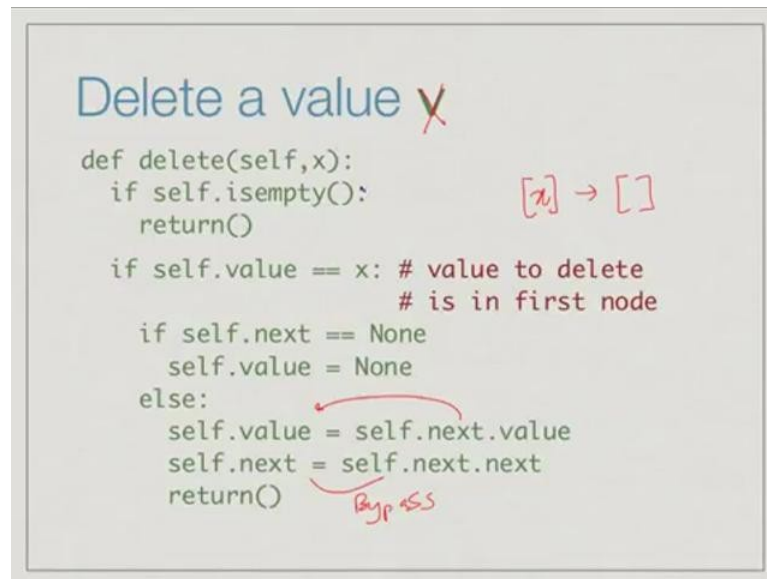 Delete a value v
def delete(self,x):
if self.isempty():
return()
[x] → []
if self.value == x: # value to delete
# is in first node
if self.next == None
self.value = None
else:
self.value = self.next.value
self.next = self.next.next
return()
Bypass